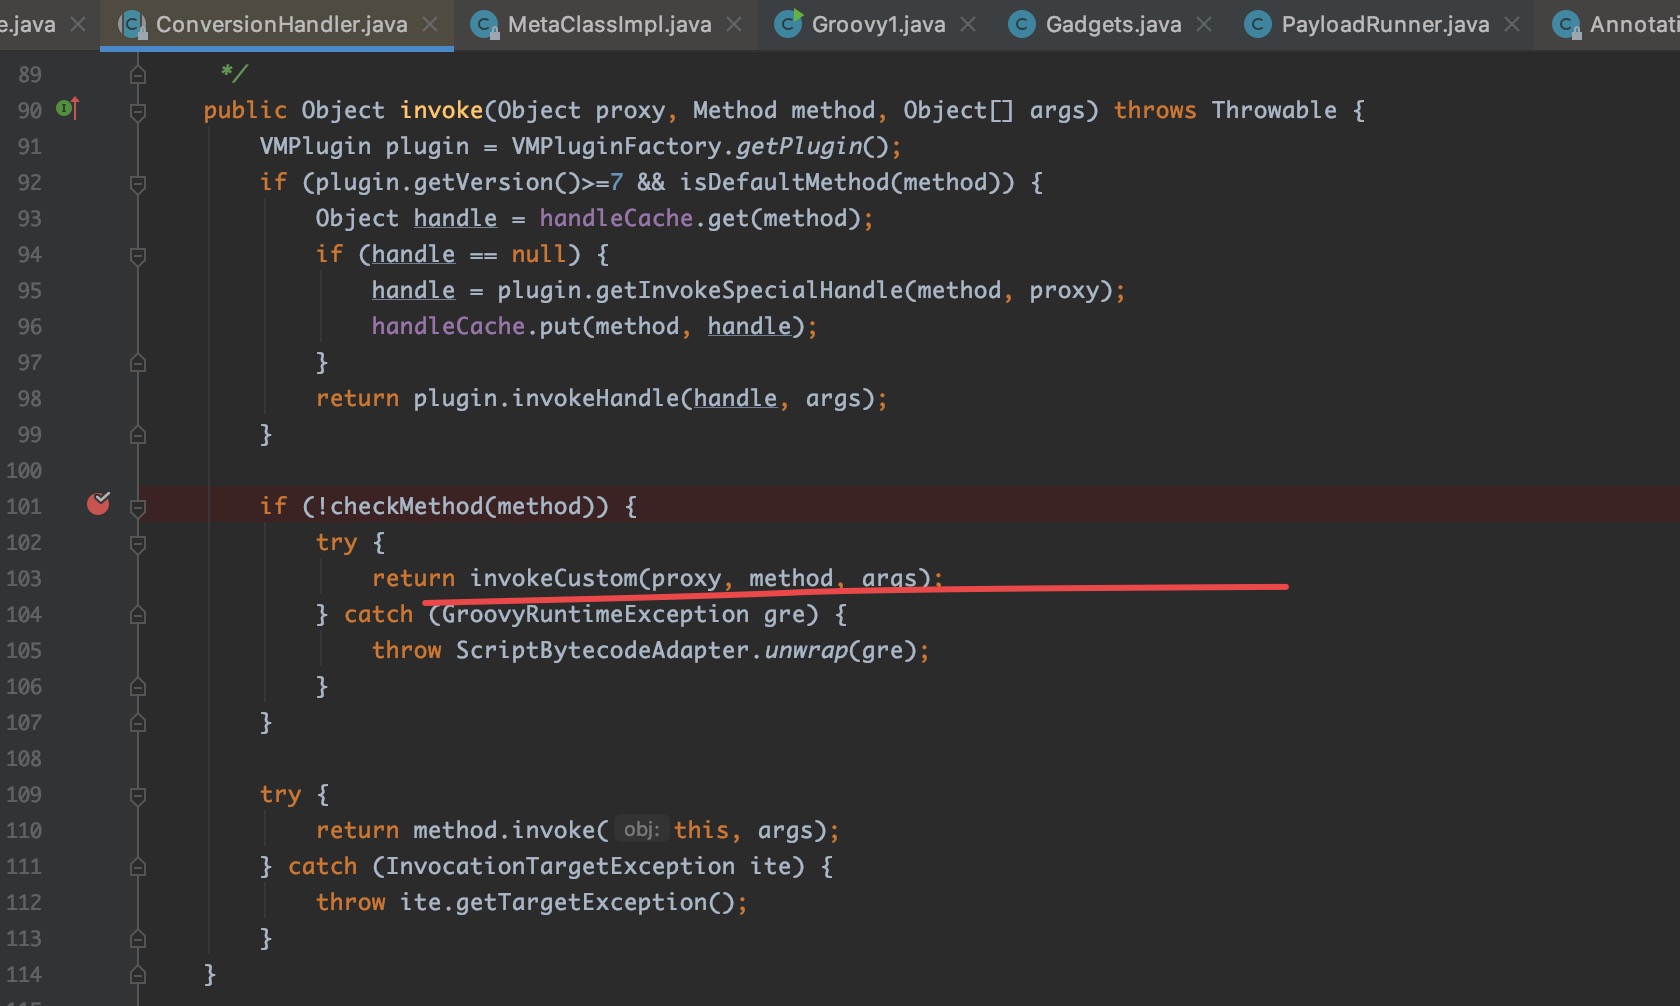 e.java ConversionHandler.java MetaClassImpl.java Groovy1.java Gadgets.java PayloadRunner.java Annotati
89 */
90 public Object invoke(Object proxy, Method method, Object[] args) throws Throwable {
91 VMPlugin plugin = VMPluginFactory.getPlugin();
92 if (plugin.getVersion()>=7 && isDefaultMethod(method)) {
93 Object handle = handleCache.get(method);
94 if (handle == null) {
95 handle = plugin.getInvokeSpecialHandle(method, proxy);
96 handleCache.put(method, handle);
97 }
98 return plugin.invokeHandle(handle, args);
99 }
100
101 if (!checkMethod(method)) {
102 try {
103 return invokeCustom(proxy, method, args);
104 } catch (GroovyRuntimeException gre) {
105 throw ScriptBytecodeAdapter.unwrap(gre);
106 }
107 }
108
109 try {
110 return method.invoke( obj: this, args);
111 } catch (InvocationTargetException ite) {
112 throw ite.getTargetException();
113 }
114 }